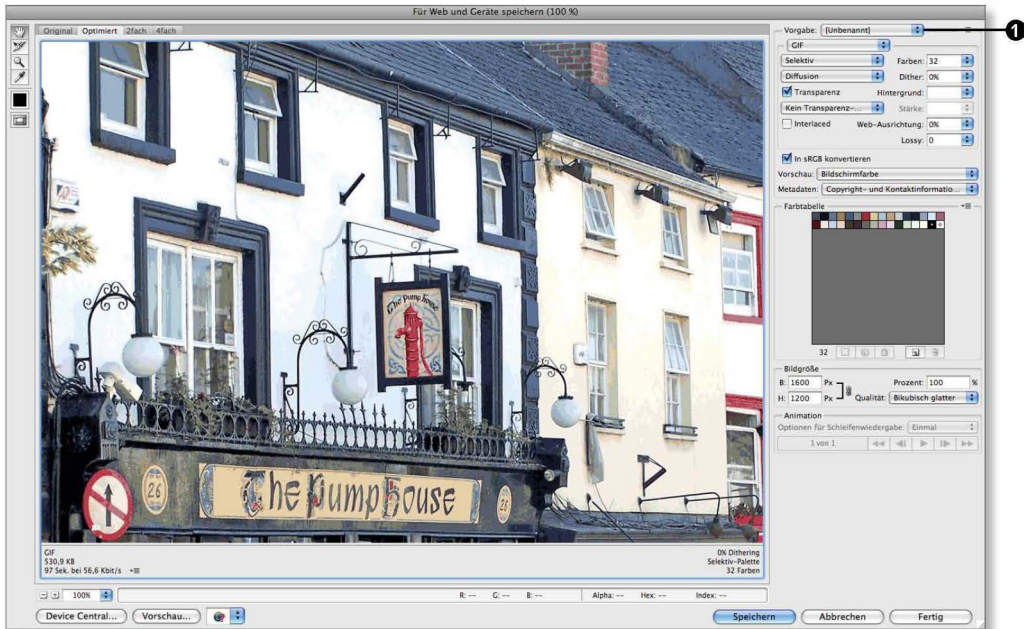 Für Web und Geräte speichern (100 %)
Original Optimiert 2fach 4fach
Vorgabe: [Unbenannt]
1
GIF
Selektiv Farben: 32
Diffusion Dither: 0%
Transparenz Hintergrund:
Kein Transparenz-... Stärke:
Interlaced Web-Ausrichtung: 0%
Lossy: 0
In sRGB konvertieren
Vorschau: Bildschirmfarbe
Metadaten: Copyright- und Kontaktinformatio...
Farbtabelle
32
Bildgröße
B: 1600 Px Prozent: 100 %
H: 1200 Px Qualität: Bikubisch glatter
Animation
Optionen für Schleifenwiedergabe: Einmal
1 von 1
The Pump House
26 The Pump House 26
GIF
530,9 KB
97 Sek. bei 56,6 Kbit/s
0% Dithering
Selektiv-Palette
32 Farben
100% R: -- G: -- B: -- Alpha: -- Hex: -- Index: --
Device Central... Vorschau... Speichern Abbrechen Fertig